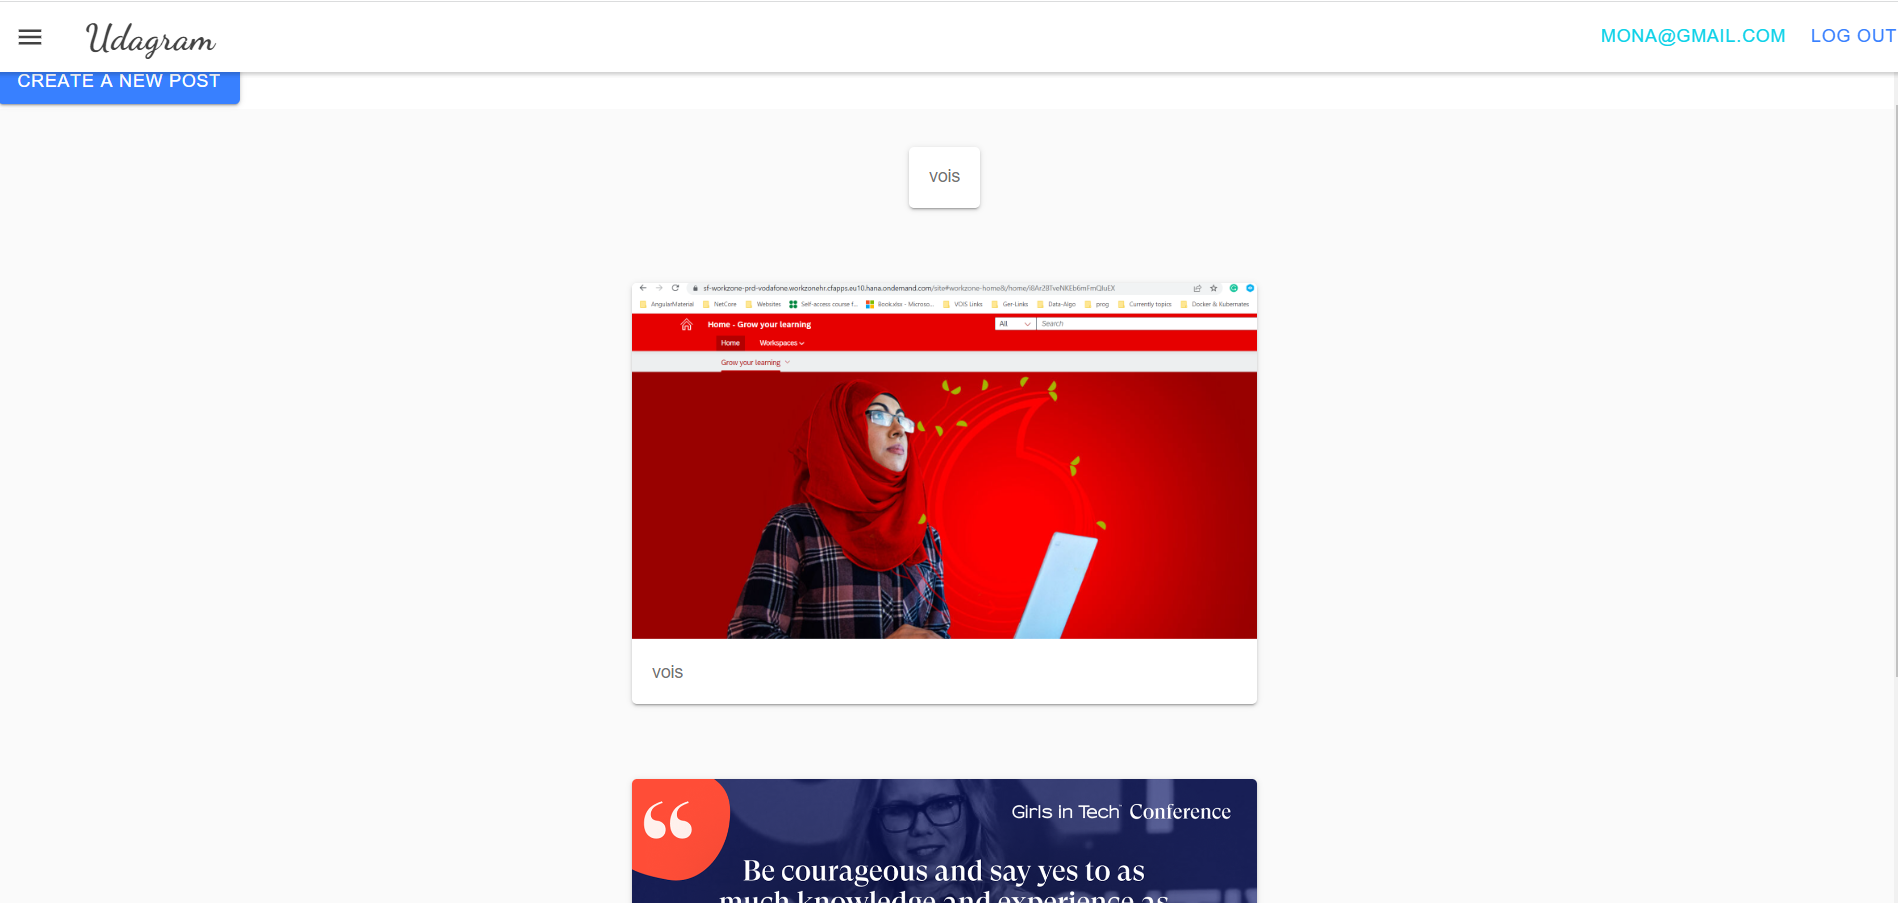 Udagram
MONA@GMAIL.COM LOG OUT
CREATE A NEW POST
vois
sf-workzone-prd-vodafone.workzonehr.cfapps.eu10.hana.ondemand.com/site#workzone-home&/home/
AngularMaterial NetCore Websites Self-access course f... Book.xlsx - Microso... VOIS Links Ger-Links Data-Algo prog Currently topics Docker & Kubernates
Home - Grow your learning All Search
Home Workspaces
Grow your learning
vois
“
Girls in Tech Conference
Be courageous and say yes to as
much knowledge and experience as